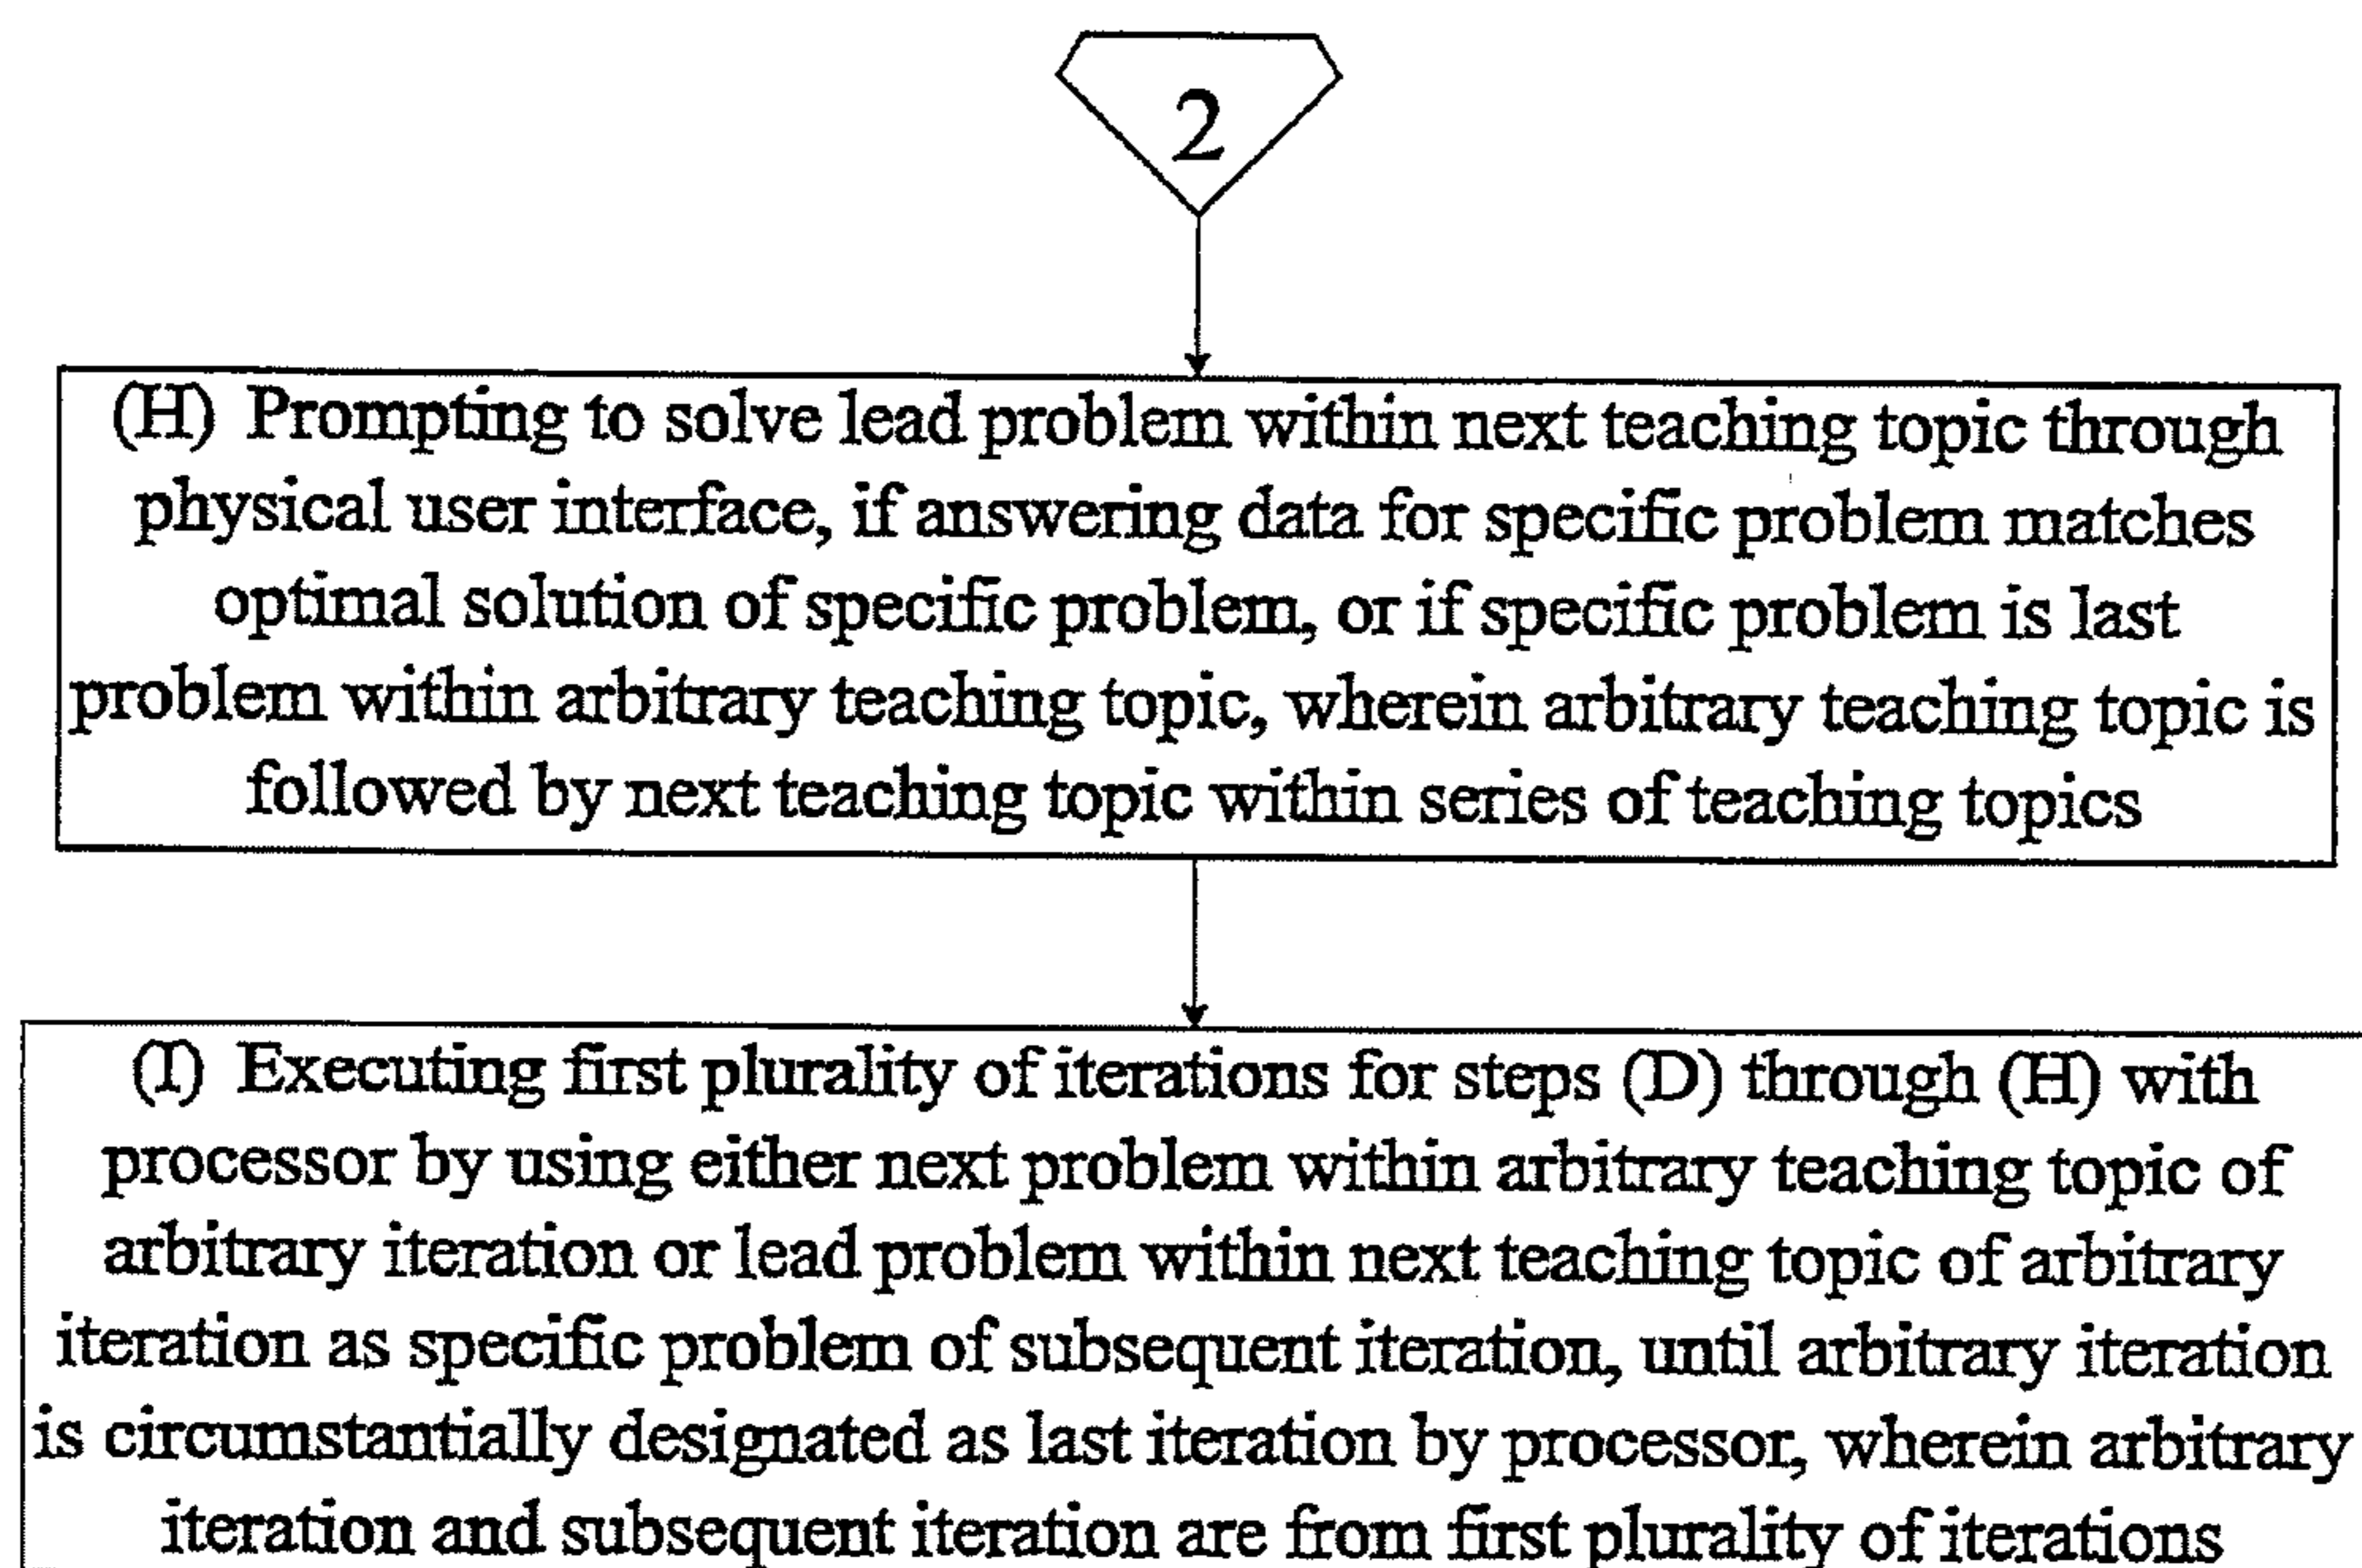 2
(H) Prompting to solve lead problem within next teaching topic through
physical user interface, if answering data for specific problem matches
optimal solution of specific problem, or if specific problem is last
problem within arbitrary teaching topic, wherein arbitrary teaching topic is
followed by next teaching topic within series of teaching topics
(I) Executing first plurality of iterations for steps (D) through (H) with
processor by using either next problem within arbitrary teaching topic of
arbitrary iteration or lead problem within next teaching topic of arbitrary
iteration as specific problem of subsequent iteration, until arbitrary iteration
is circumstantially designated as last iteration by processor, wherein arbitrary
iteration and subsequent iteration are from first plurality of iterations